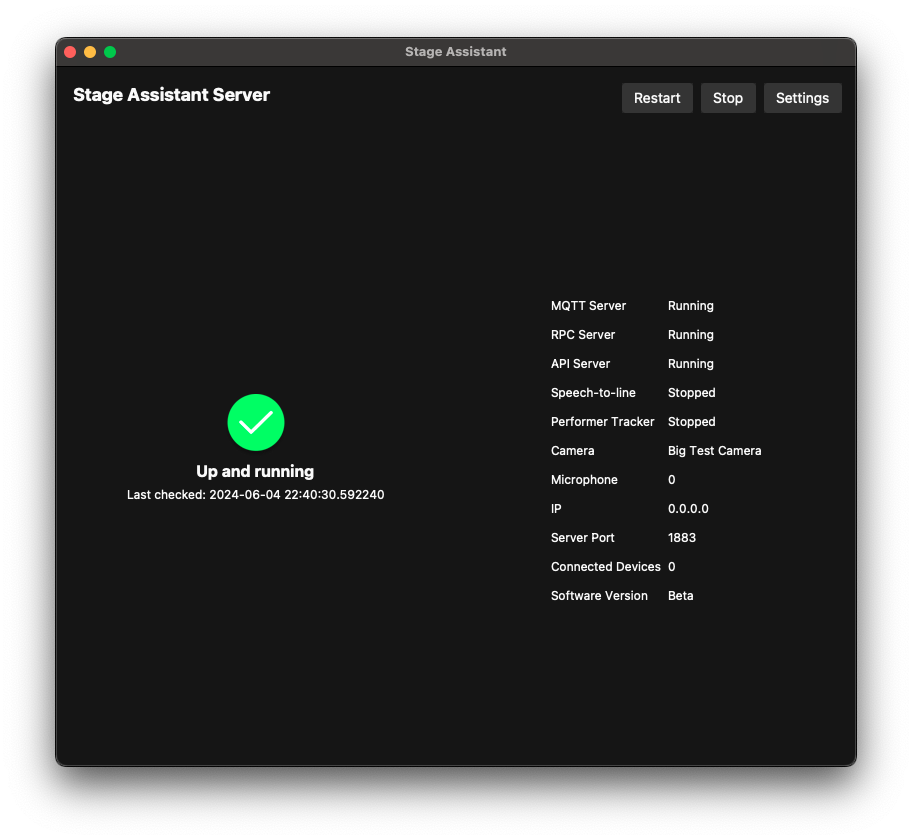 Stage Assistant
Stage Assistant Server
Restart Stop Settings
MQTT Server Running
RPC Server Running
API Server Running
Speech-to-line Stopped
Performer Tracker Stopped
Camera Big Test Camera
Microphone 0
IP 0.0.0.0
Server Port 1883
Connected Devices 0
Software Version Beta
Up and running
Last checked: 2024-06-04 22:40:30.592240